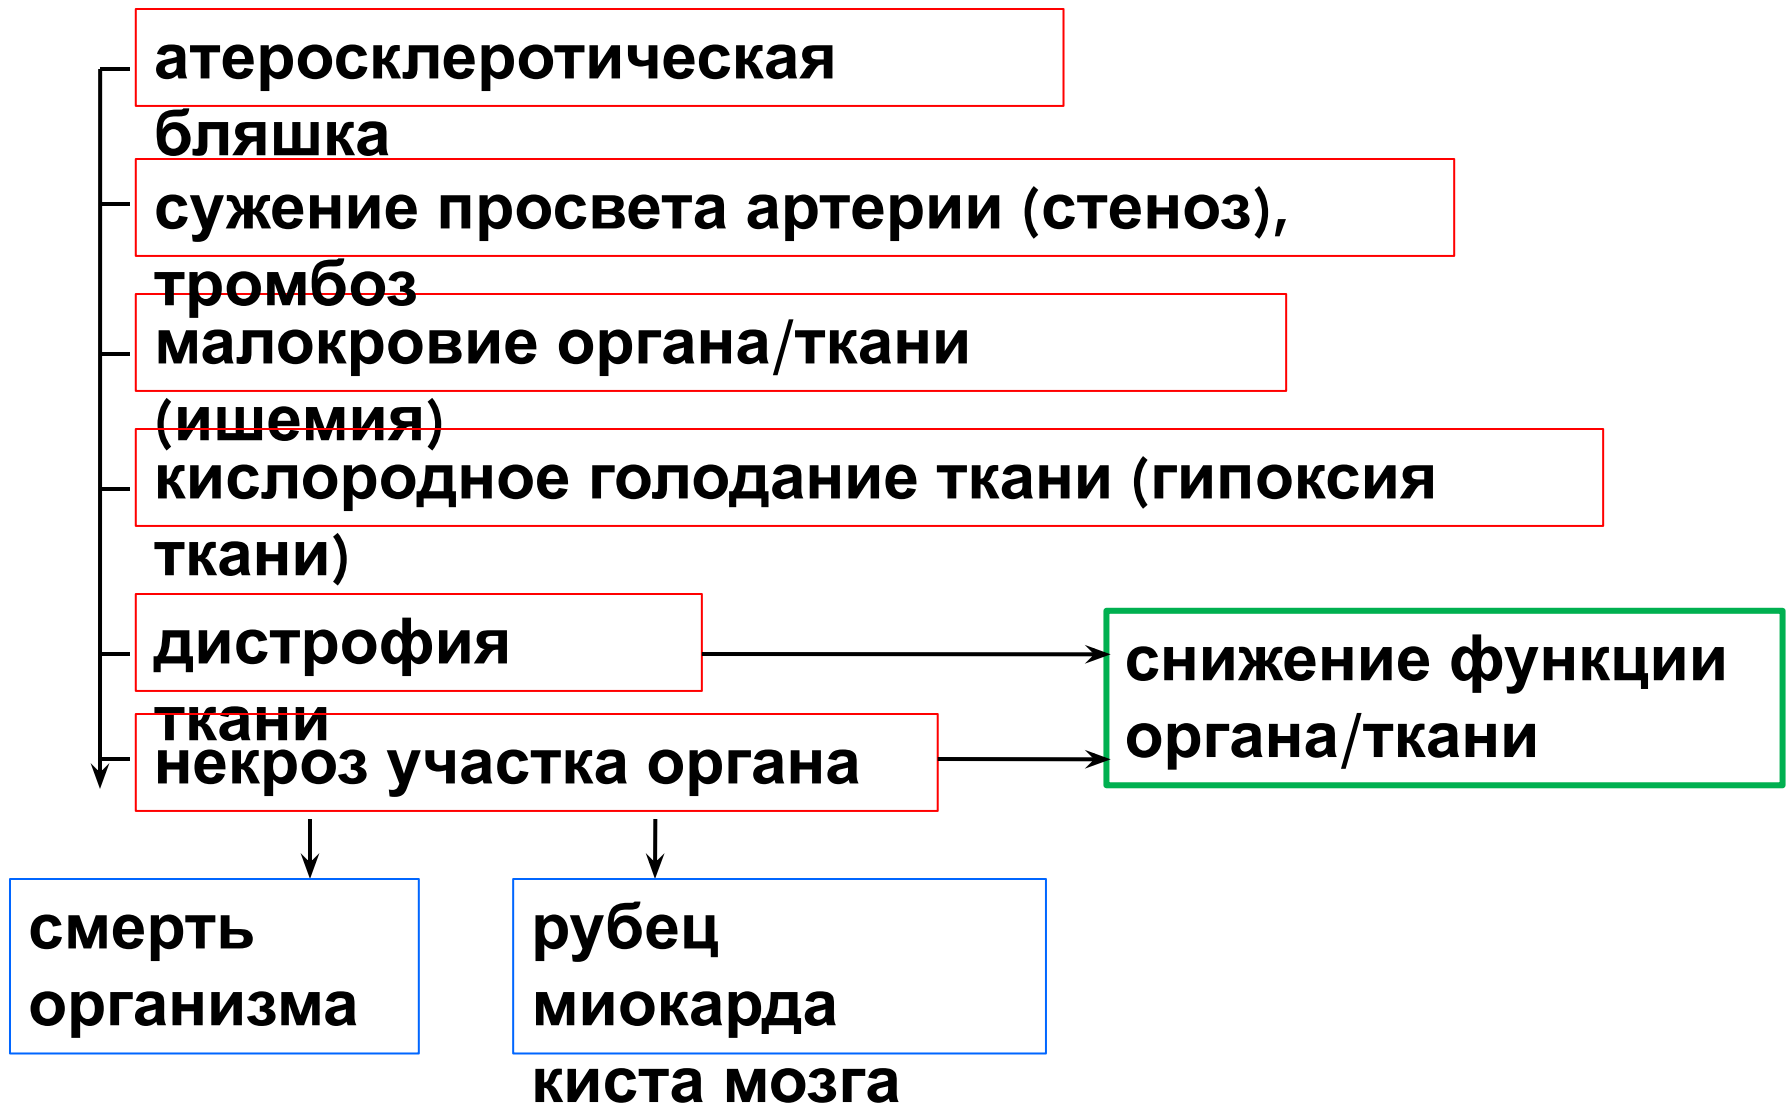 атеросклеротическая
бляшка
сужение просвета артерии (стеноз),
тромбоз
малокровие органа/ткани
(ишемия)
кислородное голодание ткани (гипоксия
ткани)
дистрофия
ткани
некроз участка органа
снижение функции
органа/ткани
смерть
организма
рубец
миокарда
киста мозга